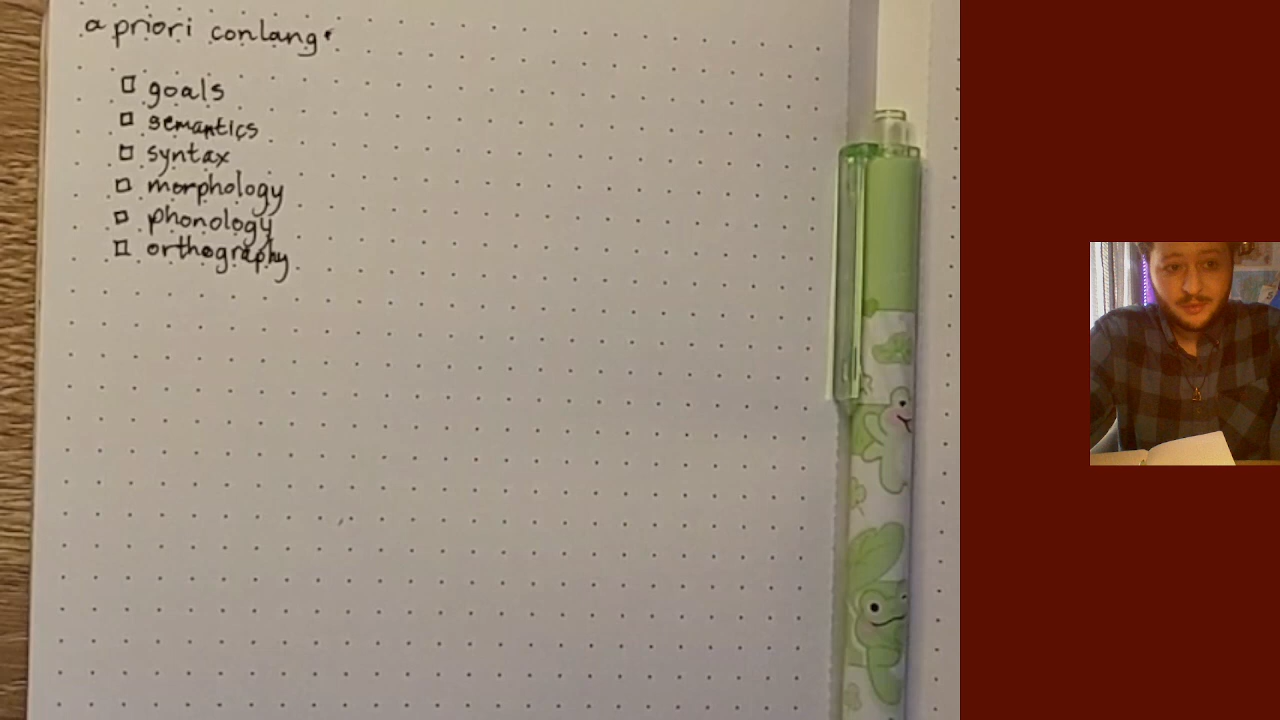 a priori conlang
goals
semantics
syntax
morphology
phonology
orthography